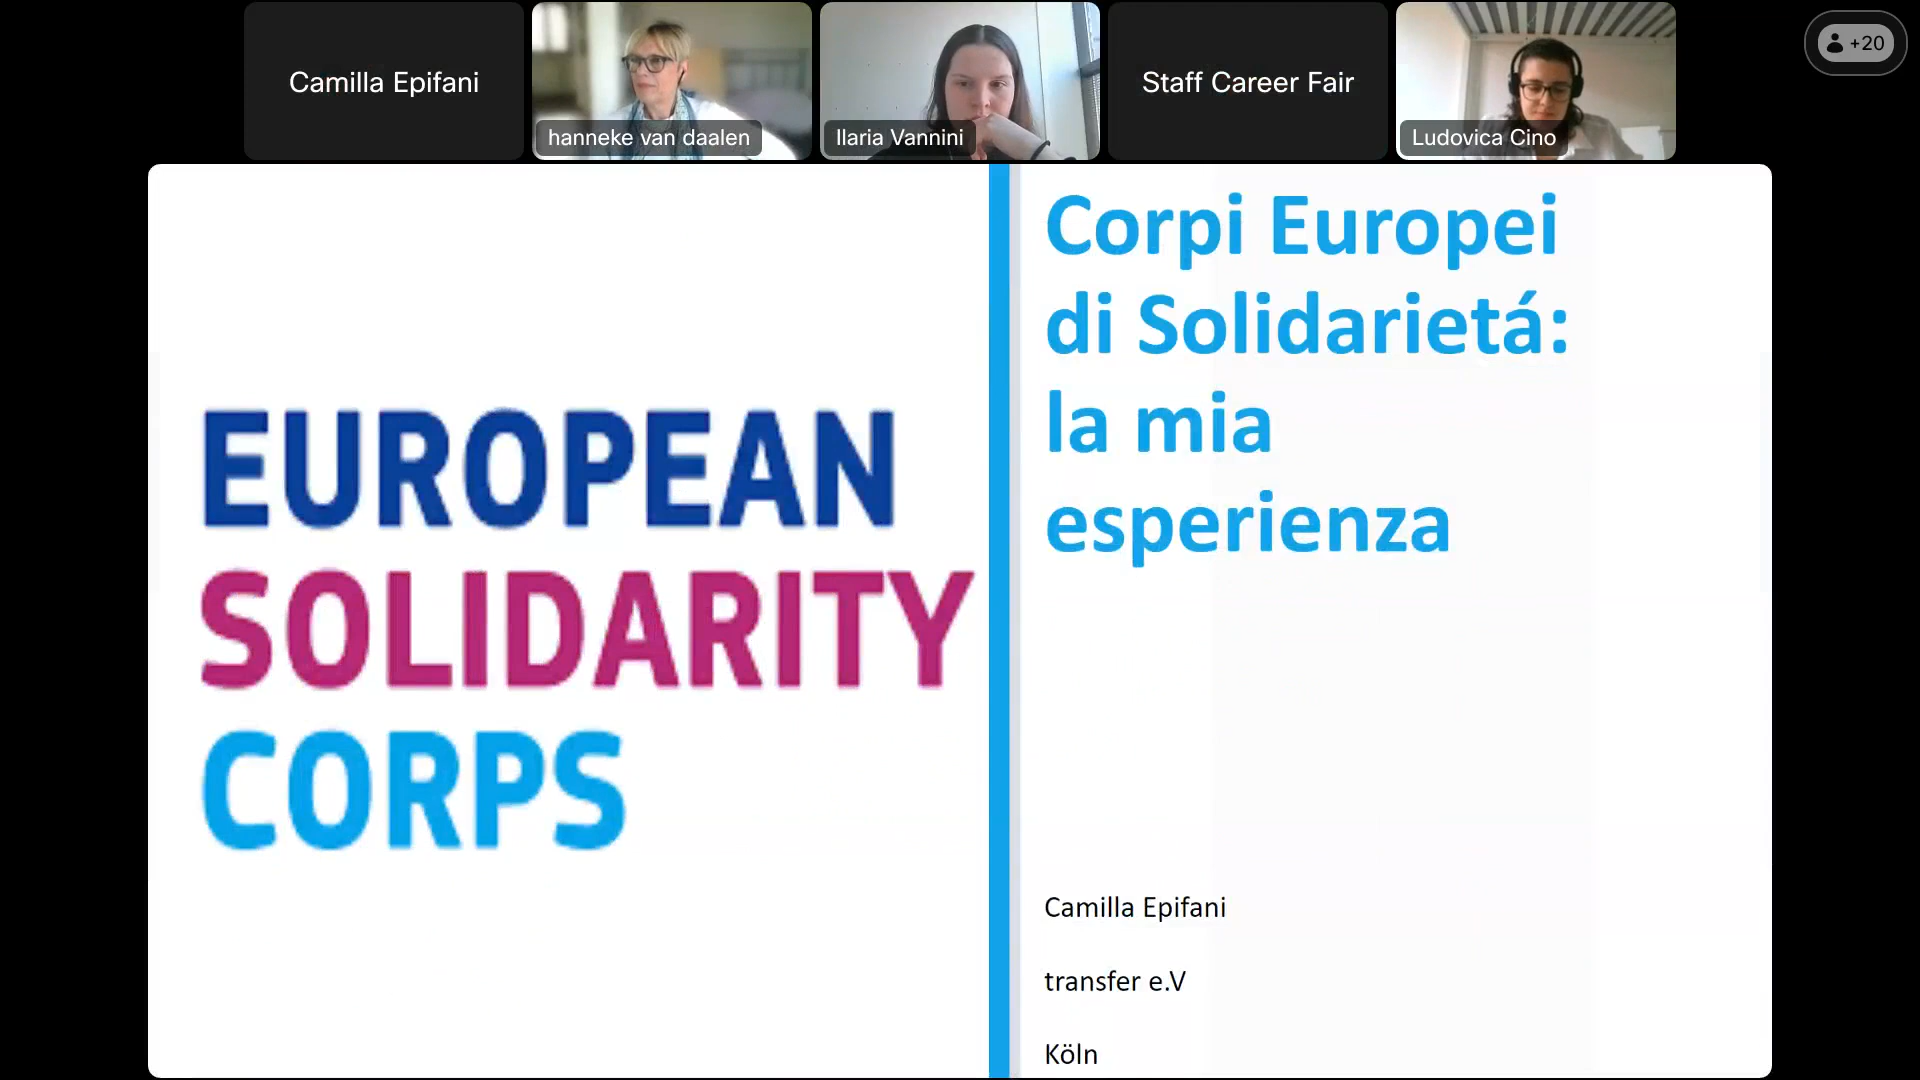 Camilla Epifani
hanneke van daalen
Ilaria Vannini
Staff Career Fair
Ludovica Cino
+20
EUROPEAN
SOLIDARITY
CORPS
Corpi Europei
di Solidarietá:
la mia
esperienza
Camilla Epifani
transfer e.V
Köln